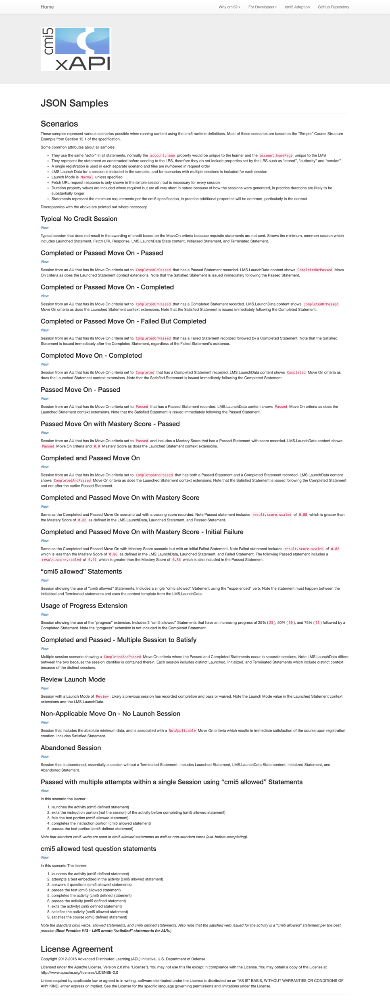 Home
Why cmi5?
For Developers
cmi5 Adoption
GitHub Repository
cmi5
xAPI
JSON Samples
Scenarios
These samples represent various scenarios possible when running content using the cmi5 runtime definitions. Most of these scenarios are based on the “Simple” Course Structure
Example from Section 15.1 of the specification.
Some common attributes about all samples:
• They use the same “actor” in all statements, normally the account.name property would be unique to the learner and the account.homePage unique to the LMS
• They represent the statement as constructed before sending to the LRS, therefore they do not include properties set by the LRS such as “stored”, “authority” and “version”
• A single registration is used in each separate scenario and files are numbered in request order
• LMS Launch Data for a session is included in the samples, and for scenarios with multiple sessions is included for each session
• Launch Mode is Normal unless specified
• Fetch URL request response is only shown in the simple session, but is necessary for every session
• Duration property values are included where required but are all very short in nature because of how the sessions were generated, in practice durations are likely to be
substantially longer
• Statements represent the minimum requirements per the cmi5 specification, in practice additional properties will be common, particularly in the context
Discrepancies with the above are pointed out where necessary.
Typical No Credit Session
View
Typical session that does not result in the awarding of credit based on the MoveOn criteria because requisite statements are not sent. Shows the minimum, common session which
includes Launched Statement, Fetch URL Response, LMS.LaunchData State content, Initialized Statement, and Terminated Statement.
Completed or Passed Move On - Passed
View
Session from an AU that has its Move On criteria set to CompletedOrPassed that has a Passed Statement recorded. LMS.LaunchData content shows CompletedOrPassed Move
On criteria as does the Launched Statement context extensions. Note that the Satisfied Statement is issued immediately following the Passed Statement.
Completed or Passed Move On - Completed
View
Session from an AU that has its Move On criteria set to CompletedOrPassed that has a Completed Statement recorded. LMS.LaunchData content shows CompletedOrPassed
Move On criteria as does the Launched Statement context extensions. Note that the Satisfied Statement is issued immediately following the Completed Statement.
Completed or Passed Move On - Failed But Completed
View
Session from an AU that has its Move On criteria set to CompletedOrPassed that has a Failed Statement recorded followed by a Completed Statement. Note that the Satisfied
Statement is issued immediately after the Completed Statement, regardless of the Failed Statement’s existence.
Completed Move On - Completed
View
Session from an AU that has its Move On criteria set to Completed that has a Completed Statement recorded. LMS.LaunchData content shows Completed Move On criteria as
does the Launched Statement context extensions. Note that the Satisfied Statement is issued immediately following the Completed Statement.
Passed Move On - Passed
View
Session from an AU that has its Move On criteria set to Passed that has a Passed Statement recorded. LMS.LaunchData content shows Passed Move On criteria as does the
Launched Statement context extensions. Note that the Satisfied Statement is issued immediately following the Passed Statement.
Passed Move On with Mastery Score - Passed
View
Session from an AU that has its Move On criteria set to Passed and includes a Mastery Score that has a Passed Statement with score recorded. LMS.LaunchData content shows
Passed Move On criteria and 0.9 Mastery Score as does the Launched Statement context extensions.
Completed and Passed Move On
View
Session from an AU that has its Move On criteria set to CompletedAndPassed that has both a Passed Statement and a Completed Statement recorded. LMS.LaunchData content
shows CompletedAndPassed Move On criteria as does the Launched Statement context extensions. Note that the Satisfied Statement is issued following the Completed Statement
and not after the earlier Passed Statement.
Completed and Passed Move On with Mastery Score
View
Same as the Completed and Passed Move On scenario but with a passing score recorded. Note Passed statement includes result.score.scaled of 0.88 which is greater than
the Mastery Score of 0.86 as defined in the LMS.LaunchData, Launched Statement, and Passed Statement.
Completed and Passed Move On with Mastery Score - Initial Failure
View
Same as the Completed and Passed Move On with Mastery Score scenario but with an initial Failed Statement. Note Failed statement includes result.score.scaled of 0.82
which is less than the Mastery Score of 0.86 as defined in the LMS.LaunchData, Launched Statement, and Failed Statement. The following Passed statement includes a
result.score.scaled of 0.91 which is greater than the Mastery Score of 0.86 which is also included in the Passed Statement.
“cmi5 allowed” Statements
View
Session showing the use of “cmi5 allowed” Statements. Includes a single “cmi5 allowed” Statement using the “experienced” verb. Note the statement must happen between the
Initialized and Terminated statements and uses the context template from the LMS.LaunchData.
Usage of Progress Extension
View
Session showing the use of the “progress” extension. Includes 3 “cmi5 allowed” Statements that have an increasing progress of 25% ( 25 ), 50% ( 50 ), and 75% ( 75 ) followed by a
Completed Statement. Note the “progress” extension is not included in the Completed Statement.
Completed and Passed - Multiple Session to Satisfy
View
Multiple session scenario showing a CompletedAndPassed Move On criteria where the Passed and Completed Statements occur in separate sessions. Note LMS.LaunchData differs
between the two because the session identifier is contained therein. Each session includes distinct Launched, Initialized, and Terminated Statements which include distinct context
because of the distinct sessions.
Review Launch Mode
View
Session with a Launch Mode of Review . Likely a previous session has recorded completion and pass or waived. Note the Launch Mode value in the Launched Statement context
extensions and the LMS.LaunchData.
Non-Applicable Move On - No Launch Session
View
Session that includes the absolute minimum data, and is associated with a NotApplicable Move On criteria which results in immediate satisfaction of the course upon registration
creation. Includes Satisfied Statement.
Abandoned Session
View
Session that is abandoned, essentially a session without a Terminated Statement. Includes Launched Statement, LMS.LaunchData State content, Initialized Statement, and
Abandoned Statement.
Passed with multiple attempts within a single Session using “cmi5 allowed” Statements
View
In this scenario the learner :
1. launches the activity (cmi5 defined statement)
2. exits the instruction portion (not the session) of the activity before completing (cmi5 allowed statement)
3. fails the test portion (cmi5 allowed statement)
4. completes the instruction portion (cmi5 allowed statement)
5. passes the test portion (cmi5 defined statement)
Note that standard cmi5 verbs are used in cmi5 allowed statements as well as non-standard verbs (exit-before-completing).
cmi5 allowed test question statements
View
In this scenario The learner:
1. launches the activity (cmi5 defined statement)
2. attempts a test embedded in the activity (cmi5 allowed statement)
3. answers 4 questions (cmi5 allowed statements)
4. passes the test (cmi5 allowed statement)
5. completes the activity (cmi5 defined statement)
6. passes the activity (cmi5 defined statement)
7. exits the activity( cmi5 defined statement)
8. satisfies the activity (cmi5 allowed statement)
9. satisfies the course (cmi5 defined statement)
Note the standard cmi5 verbs, allowed statements, and cmi5 defined statements. Also note that the satisfied verb issued for the activity is a “cmi5 allowed” statement per the best
practice (Best Practice #13 – LMS create “satisfied” statements for AU’s.)
License Agreement
Copyright 2012-2016 Advanced Distributed Learning (ADL) Initiative, U.S. Department of Defense
Licensed under the Apache License, Version 2.0 (the “License”). You may not use this file except in compliance with the License. You may obtain a copy of the License at
http://www.apache.org/licenses/LICENSE-2.0
Unless required by applicable law or agreed to in writing, software distributed under the License is distributed on an “AS IS” BASIS, WITHOUT WARRANTIES OR CONDITIONS OF
ANY KIND, either express or implied. See the License for the specific language governing permissions and limitations under the License.